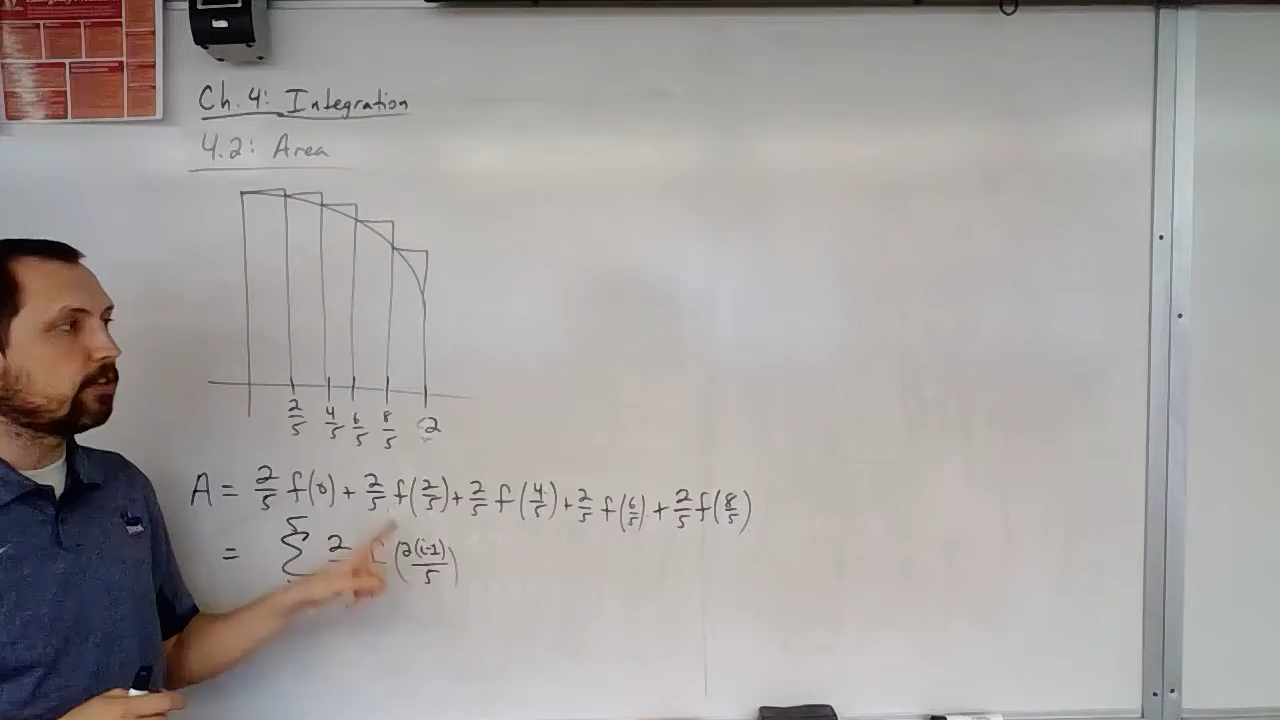 Ch. 4: Integration
4.2: Area
2/5 4/5 6/5 8/5 2
A = 2/5 f(0) + 2/5 f(2/5) + 2/5 f(4/5) + 2/5 f(6/5) + 2/5 f(8/5)
= 5 Σ 2 f(2(i-1)/5)